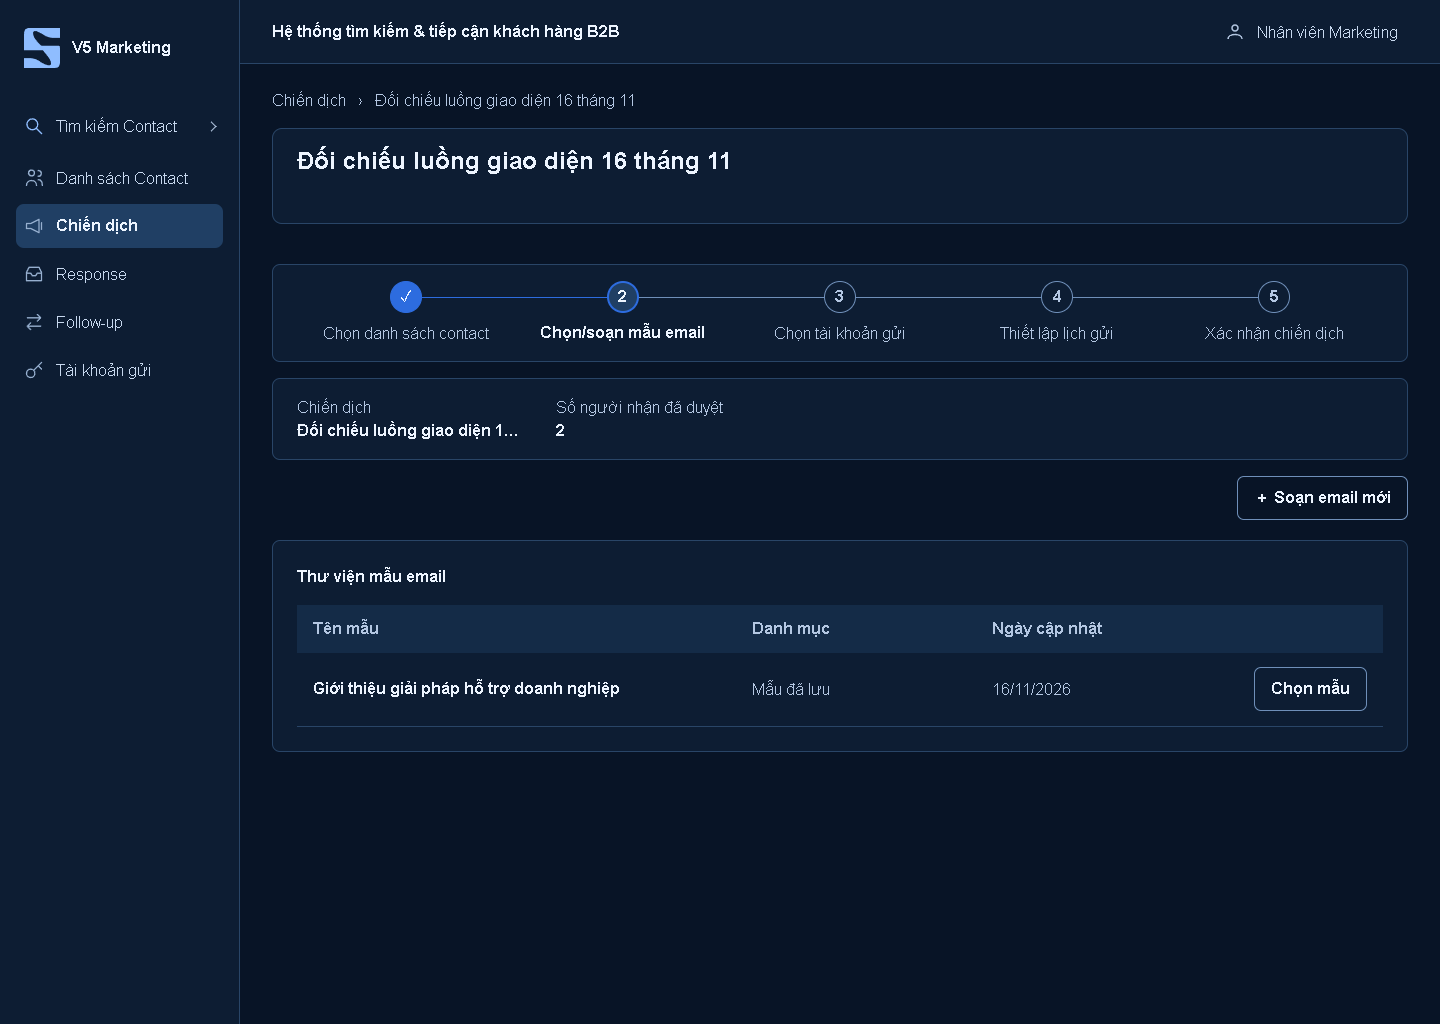 V5 Marketing
Hệ thống tìm kiếm & tiếp cận khách hàng B2B
Nhân viên Marketing
Tìm kiếm Contact
Danh sách Contact
Chiến dịch
Response
Follow-up
Tài khoản gửi
Chiến dịch › Đối chiếu luồng giao diện 16 tháng 11
Đối chiếu luồng giao diện 16 tháng 11
✓ 2 3 4 5
Chọn danh sách contact Chọn/soạn mẫu email Chọn tài khoản gửi Thiết lập lịch gửi Xác nhận chiến dịch
Chiến dịch Số người nhận đã duyệt
Đối chiếu luồng giao diện 1... 2
+ Soạn email mới
Thư viện mẫu email
Tên mẫu Danh mục Ngày cập nhật
Giới thiệu giải pháp hỗ trợ doanh nghiệp Mẫu đã lưu 16/11/2026 Chọn mẫu